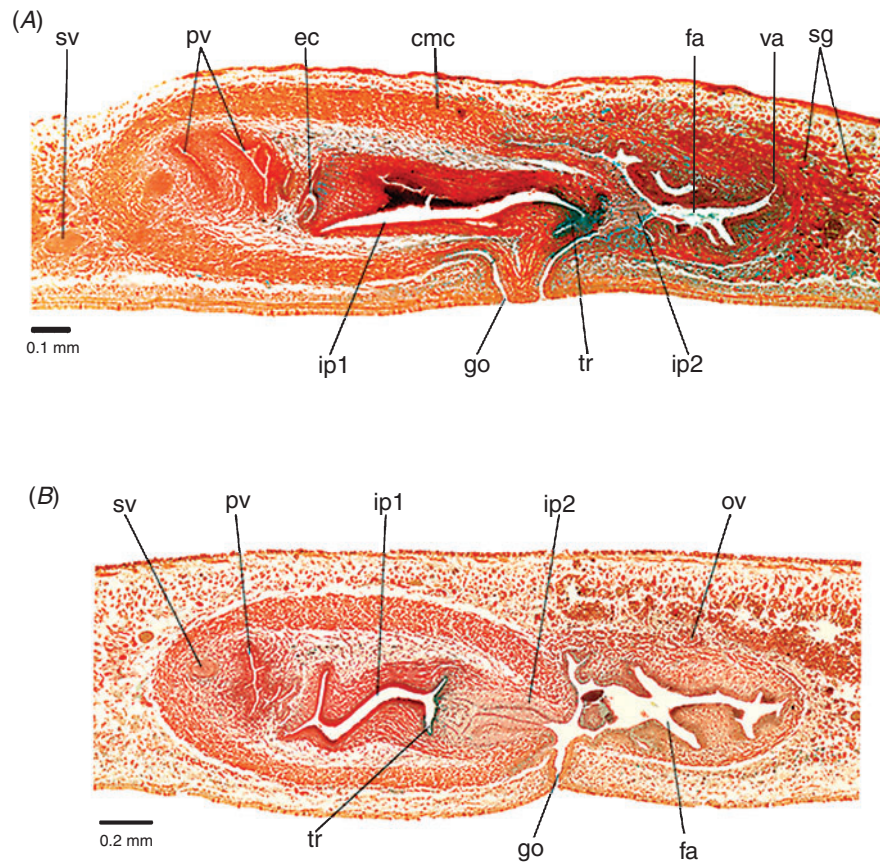 (A)
sv pv ec cmc fa va sg
0.1 mm
ip1 go tr ip2
(B)
sv pv ip1 ip2 ov
0.2 mm
tr go fa